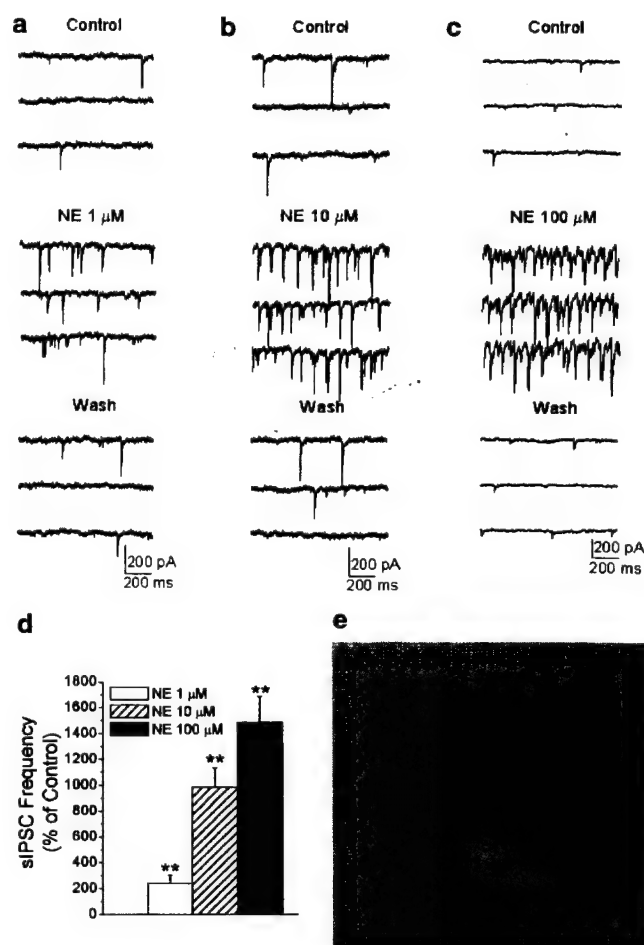 a b c
Control Control Control
NE 1 μM NE 10 μM NE 100 μM
Wash Wash Wash
200 pA 200 pA 200 pA
200 ms 200 ms 200 ms
d e
sIPSC Frequency
(% of Control)
1800
1600
1400
1200
1000
800
600
400
200
0
NE 1 μM
NE 10 μM
NE 100 μM
**
**
**